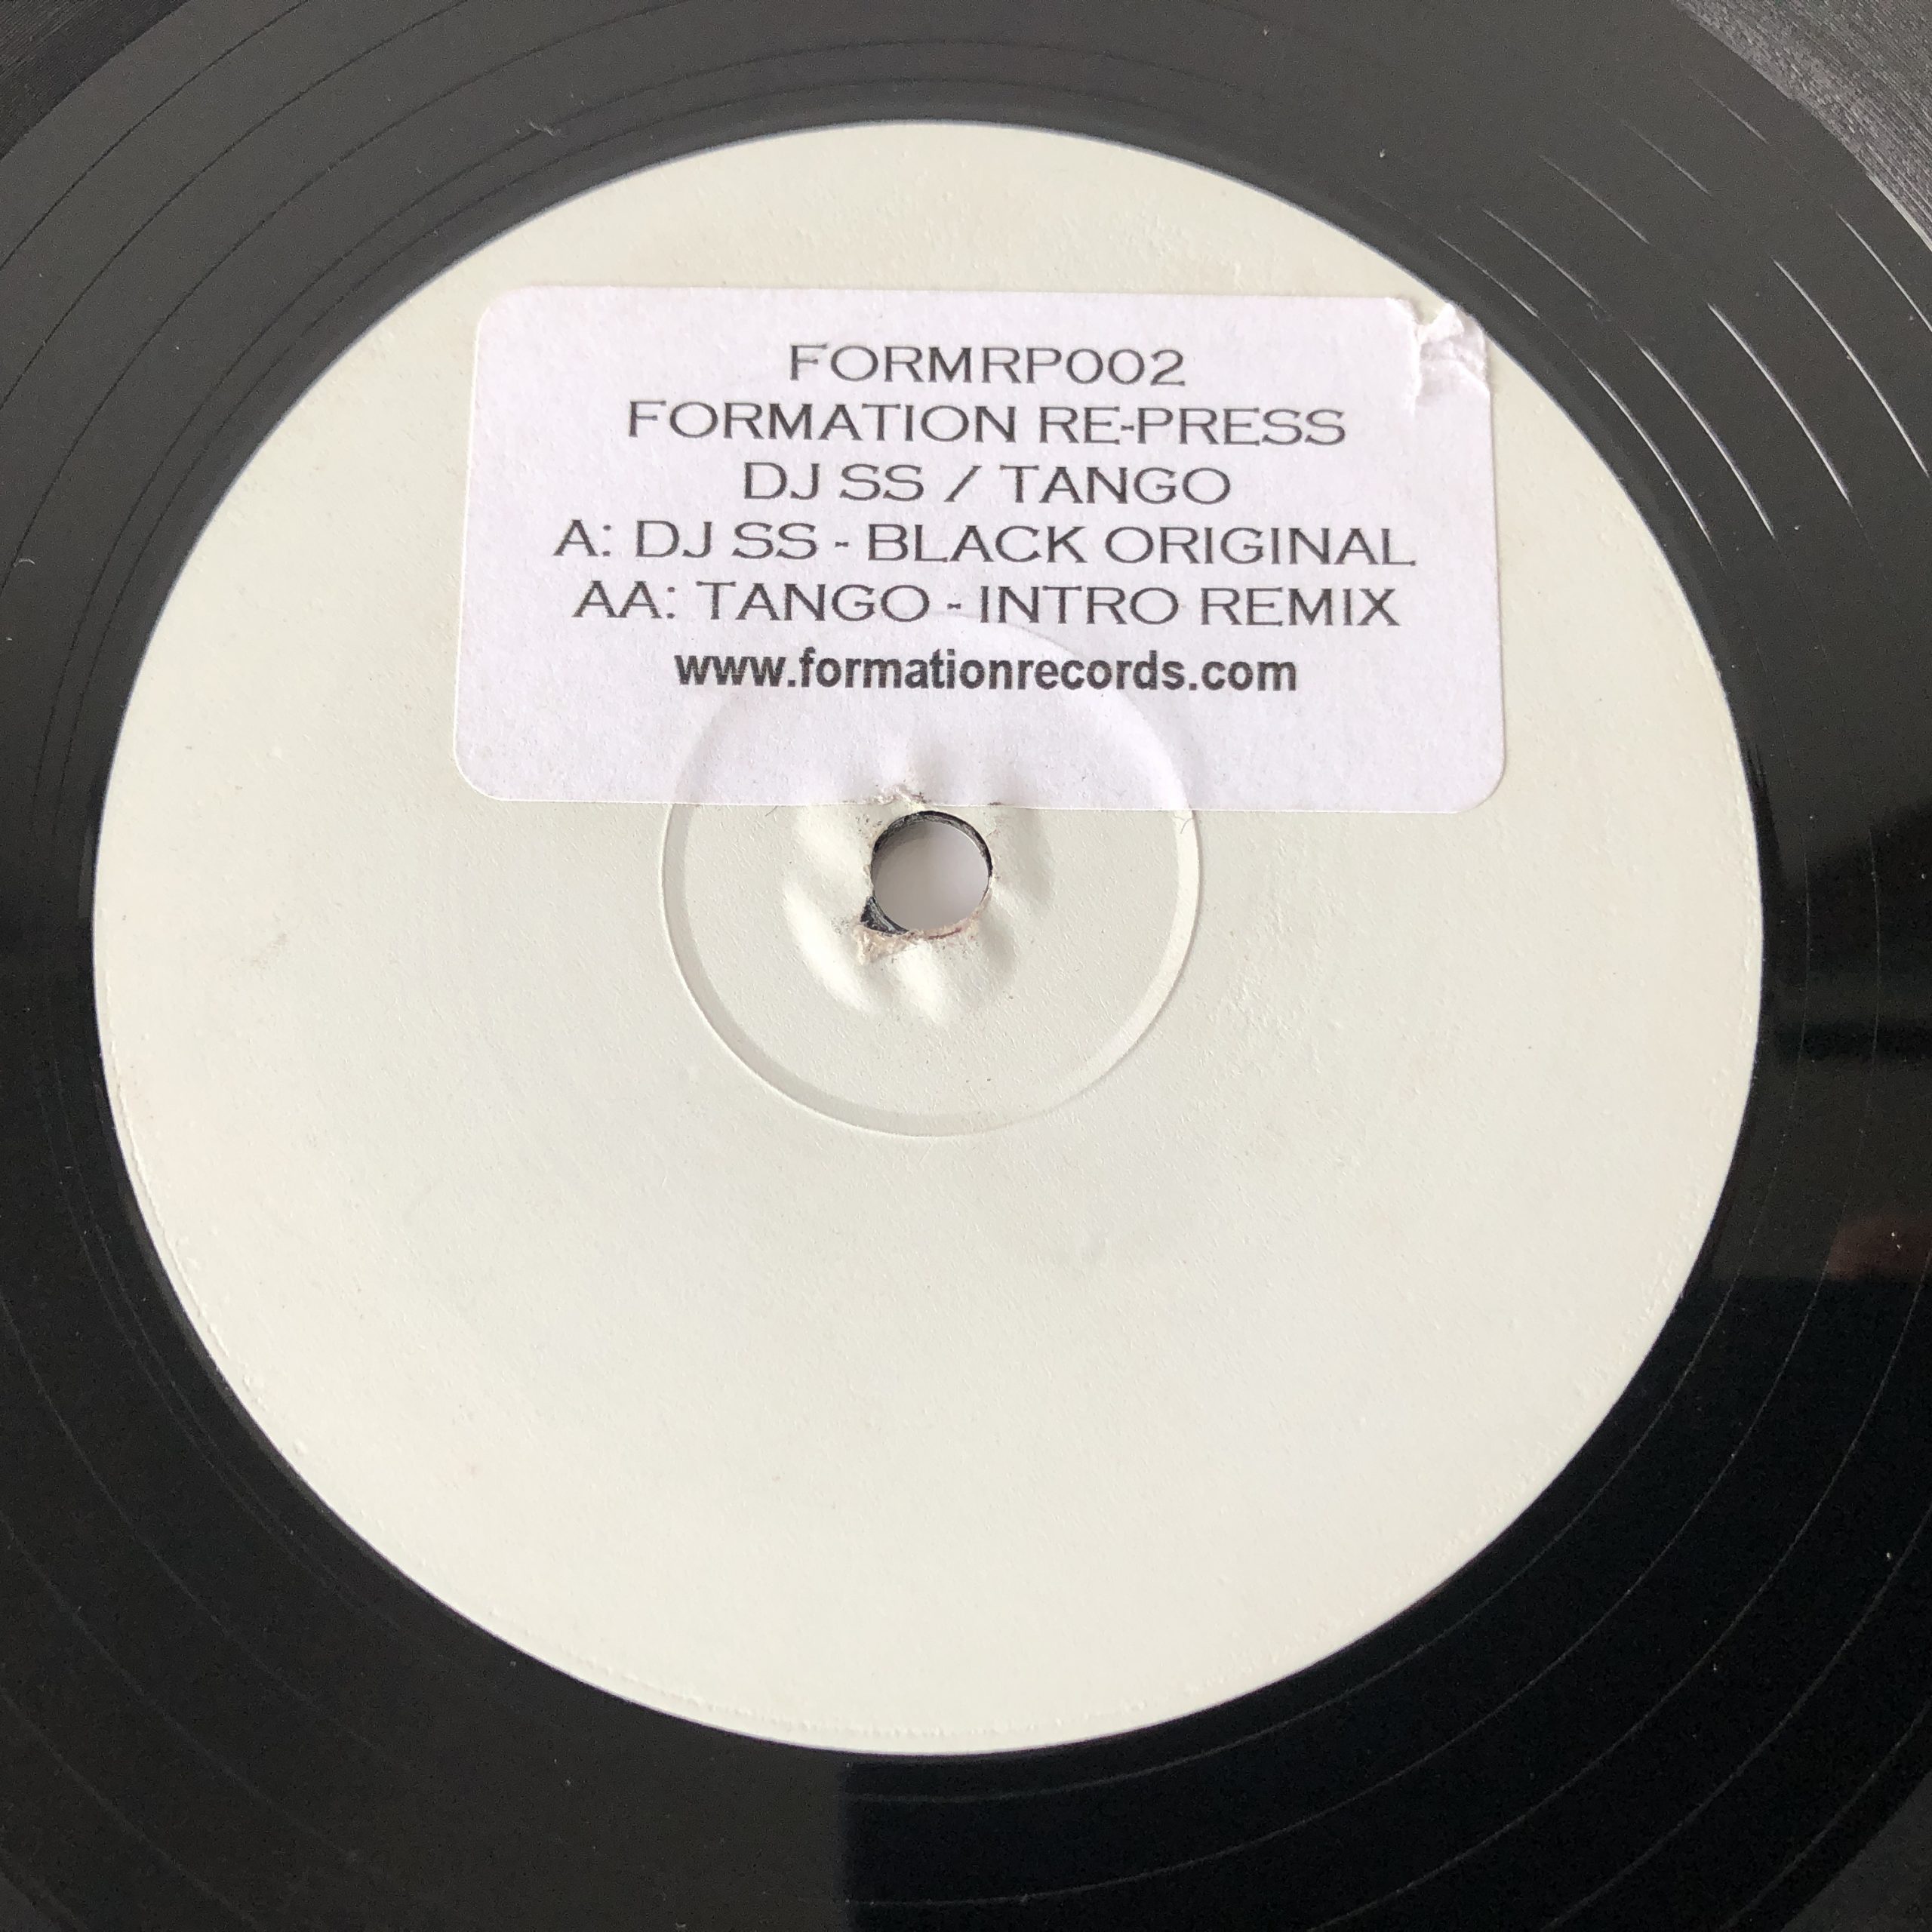 FORMRP002
FORMATION RE-PRESS
DJ SS / TANGO
A: DJ SS - BLACK ORIGINAL
AA: TANGO - INTRO REMIX
www.formationrecords.com